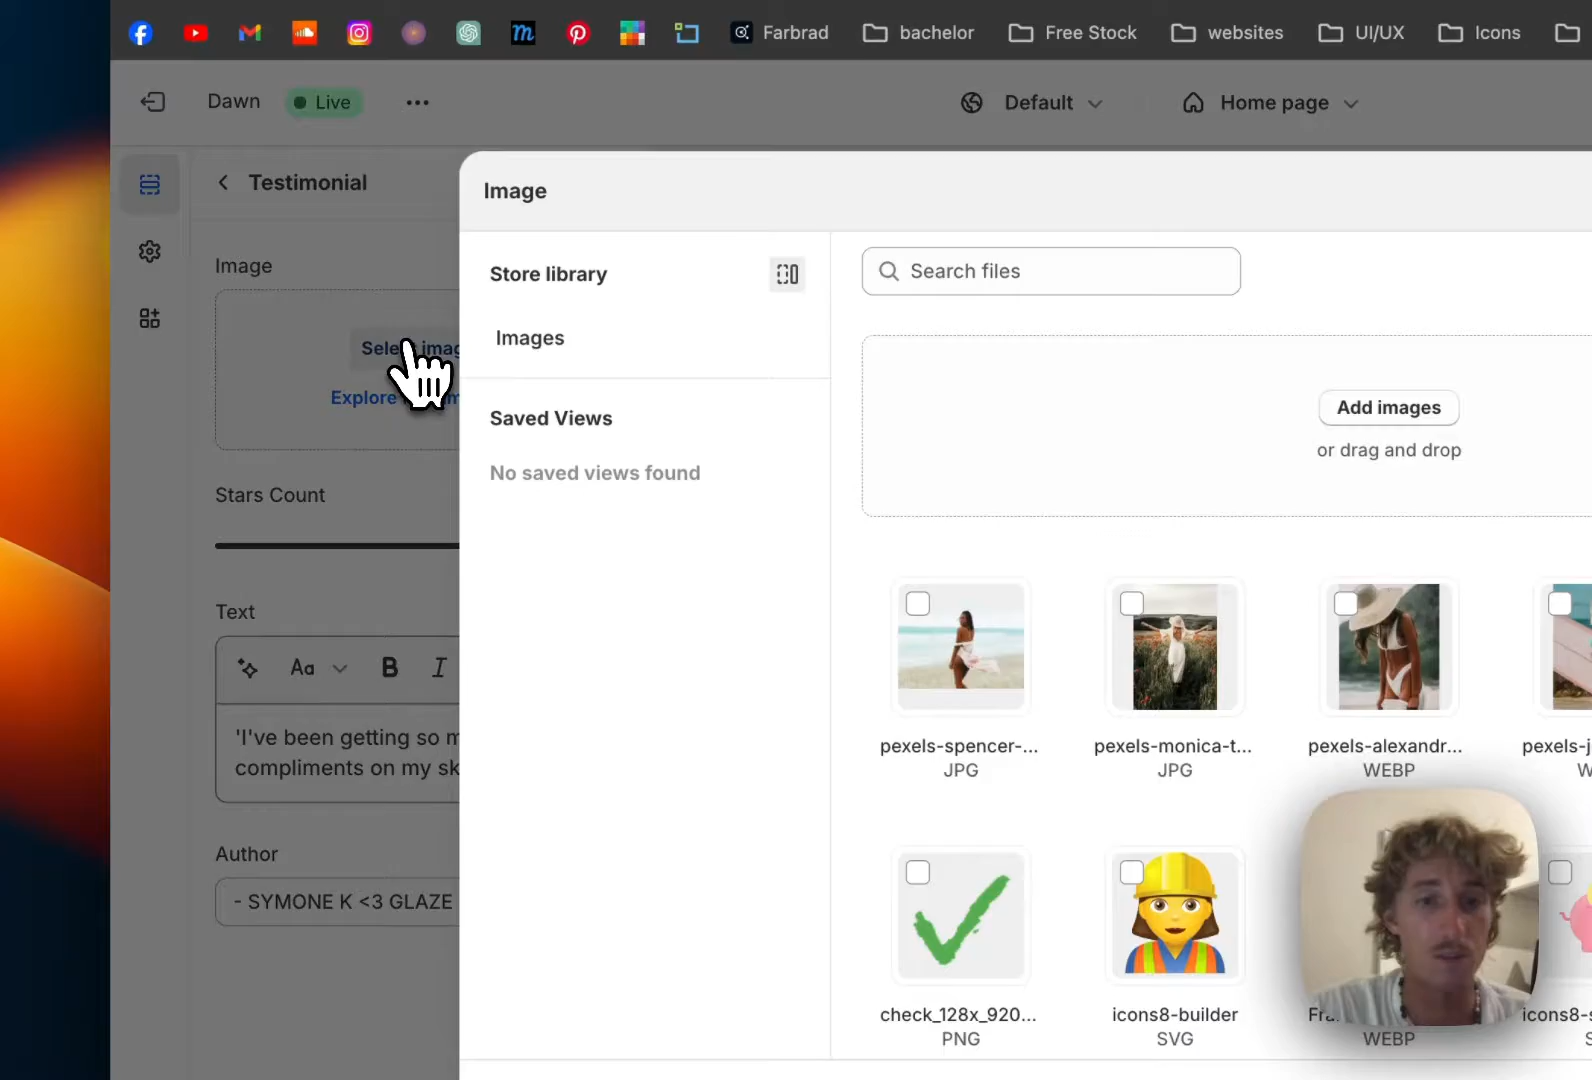 Farbrad
bachelor
Free Stock
websites
UI/UX
Icons
Dawn
Live
Default
Home page
Testimonial
Image
Image
Store library
Search files
Images
Explore
Add images
or drag and drop
Saved Views
No saved views found
Stars Count
Text
Aa
B
I
'I've been getting so
compliments on my
Author
- SYMONE K <3 GLAZE
pexels-spencer-...
JPG
pexels-monica-t...
JPG
pexels-alexandr...
WEBP
check_128x_920...
PNG
icons8-builder
SVG
WEBP